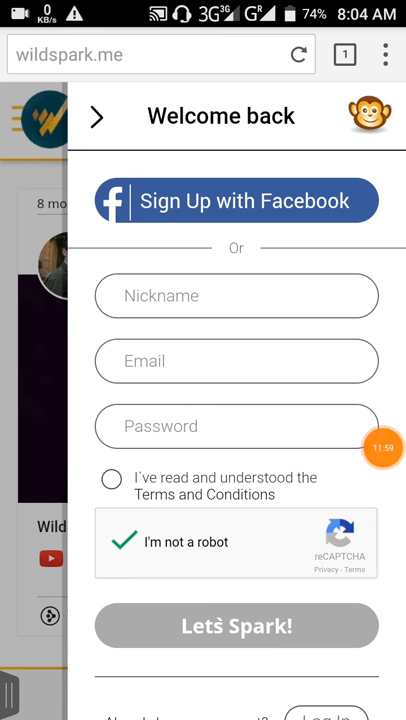 0
KB/s
3G 3G
G R
74%
8:04 AM
wildspark.me
1
Welcome back
f Sign Up with Facebook
Or
8 mo
Nickname
Email
Password
11:59
I`ve read and understood the
Terms and Conditions
Wild
I'm not a robot
reCAPTCHA
Privacy - Terms
Let`s Spark!